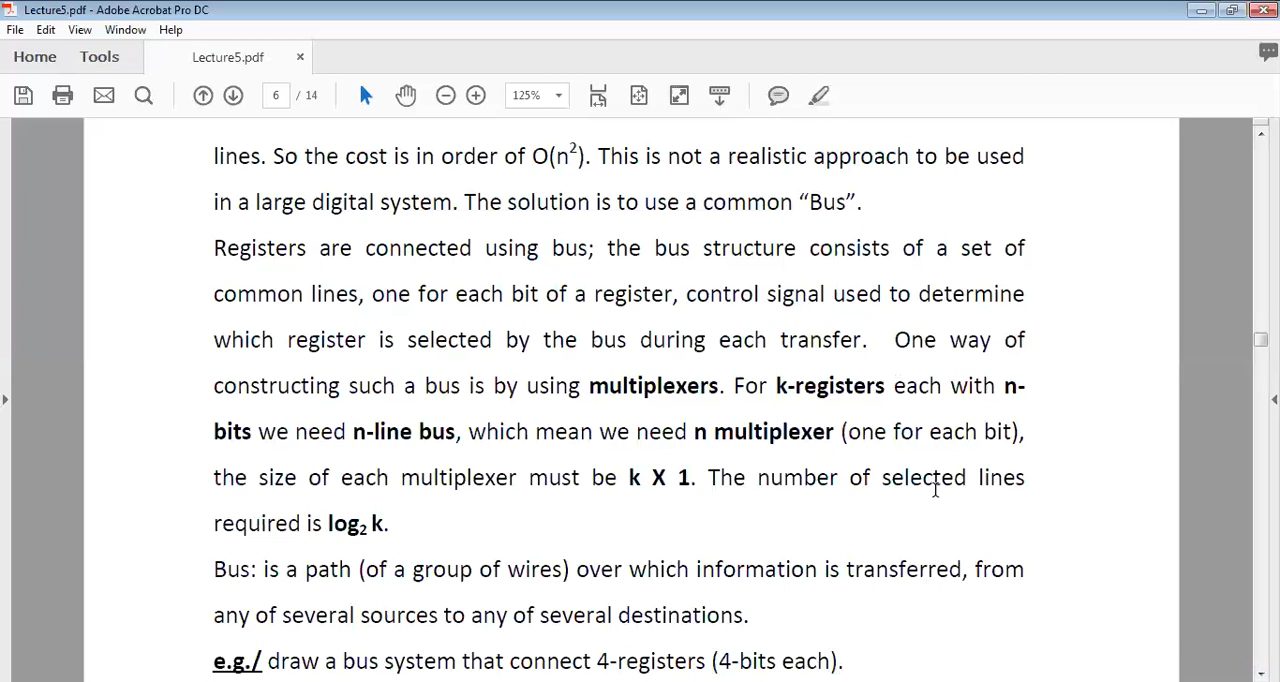 Lecture5.pdf - Adobe Acrobat Pro DC
File Edit View Window Help
Home Tools Lecture5.pdf ×
6 / 14 125%
lines. So the cost is in order of O(n²). This is not a realistic approach to be used
in a large digital system. The solution is to use a common “Bus”.
Registers are connected using bus; the bus structure consists of a set of
common lines, one for each bit of a register, control signal used to determine
which register is selected by the bus during each transfer. One way of
constructing such a bus is by using multiplexers. For k-registers each with n-
bits we need n-line bus, which mean we need n multiplexer (one for each bit),
the size of each multiplexer must be k X 1. The number of selected lines
required is log₂ k.
Bus: is a path (of a group of wires) over which information is transferred, from
any of several sources to any of several destinations.
e.g./ draw a bus system that connect 4-registers (4-bits each).